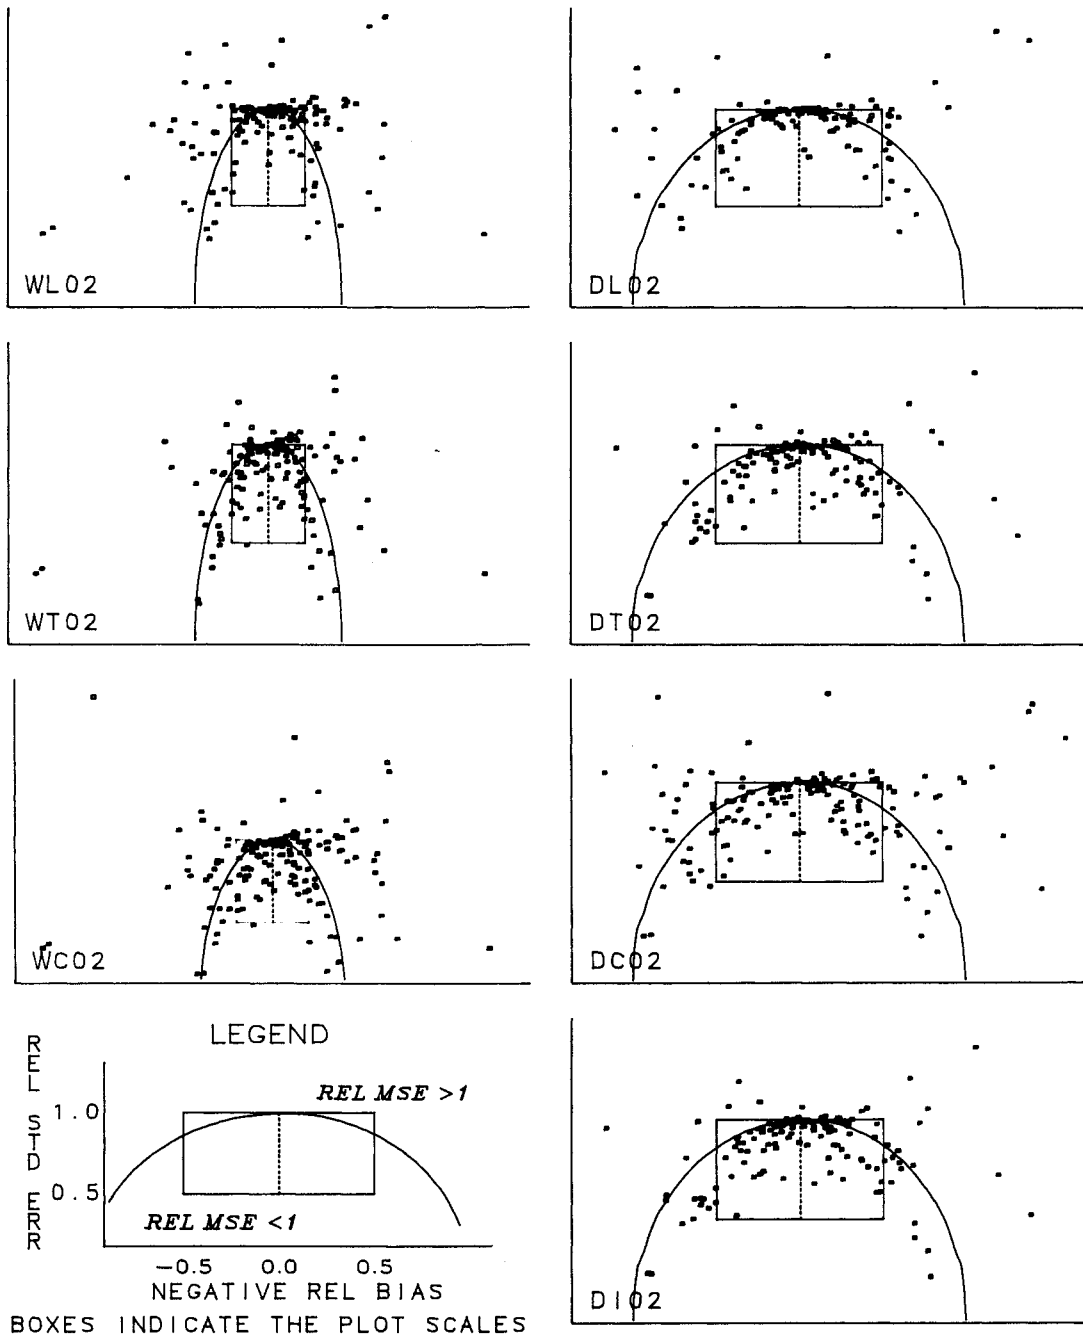 WL02
DL02
WT02
DT02
WC02
DC02
LEGEND
REL STD ERR
REL MSE >1
1.0
0.5
REL MSE <1
-0.5 0.0 0.5
NEGATIVE REL BIAS
BOXES INDICATE THE PLOT SCALES
DI02